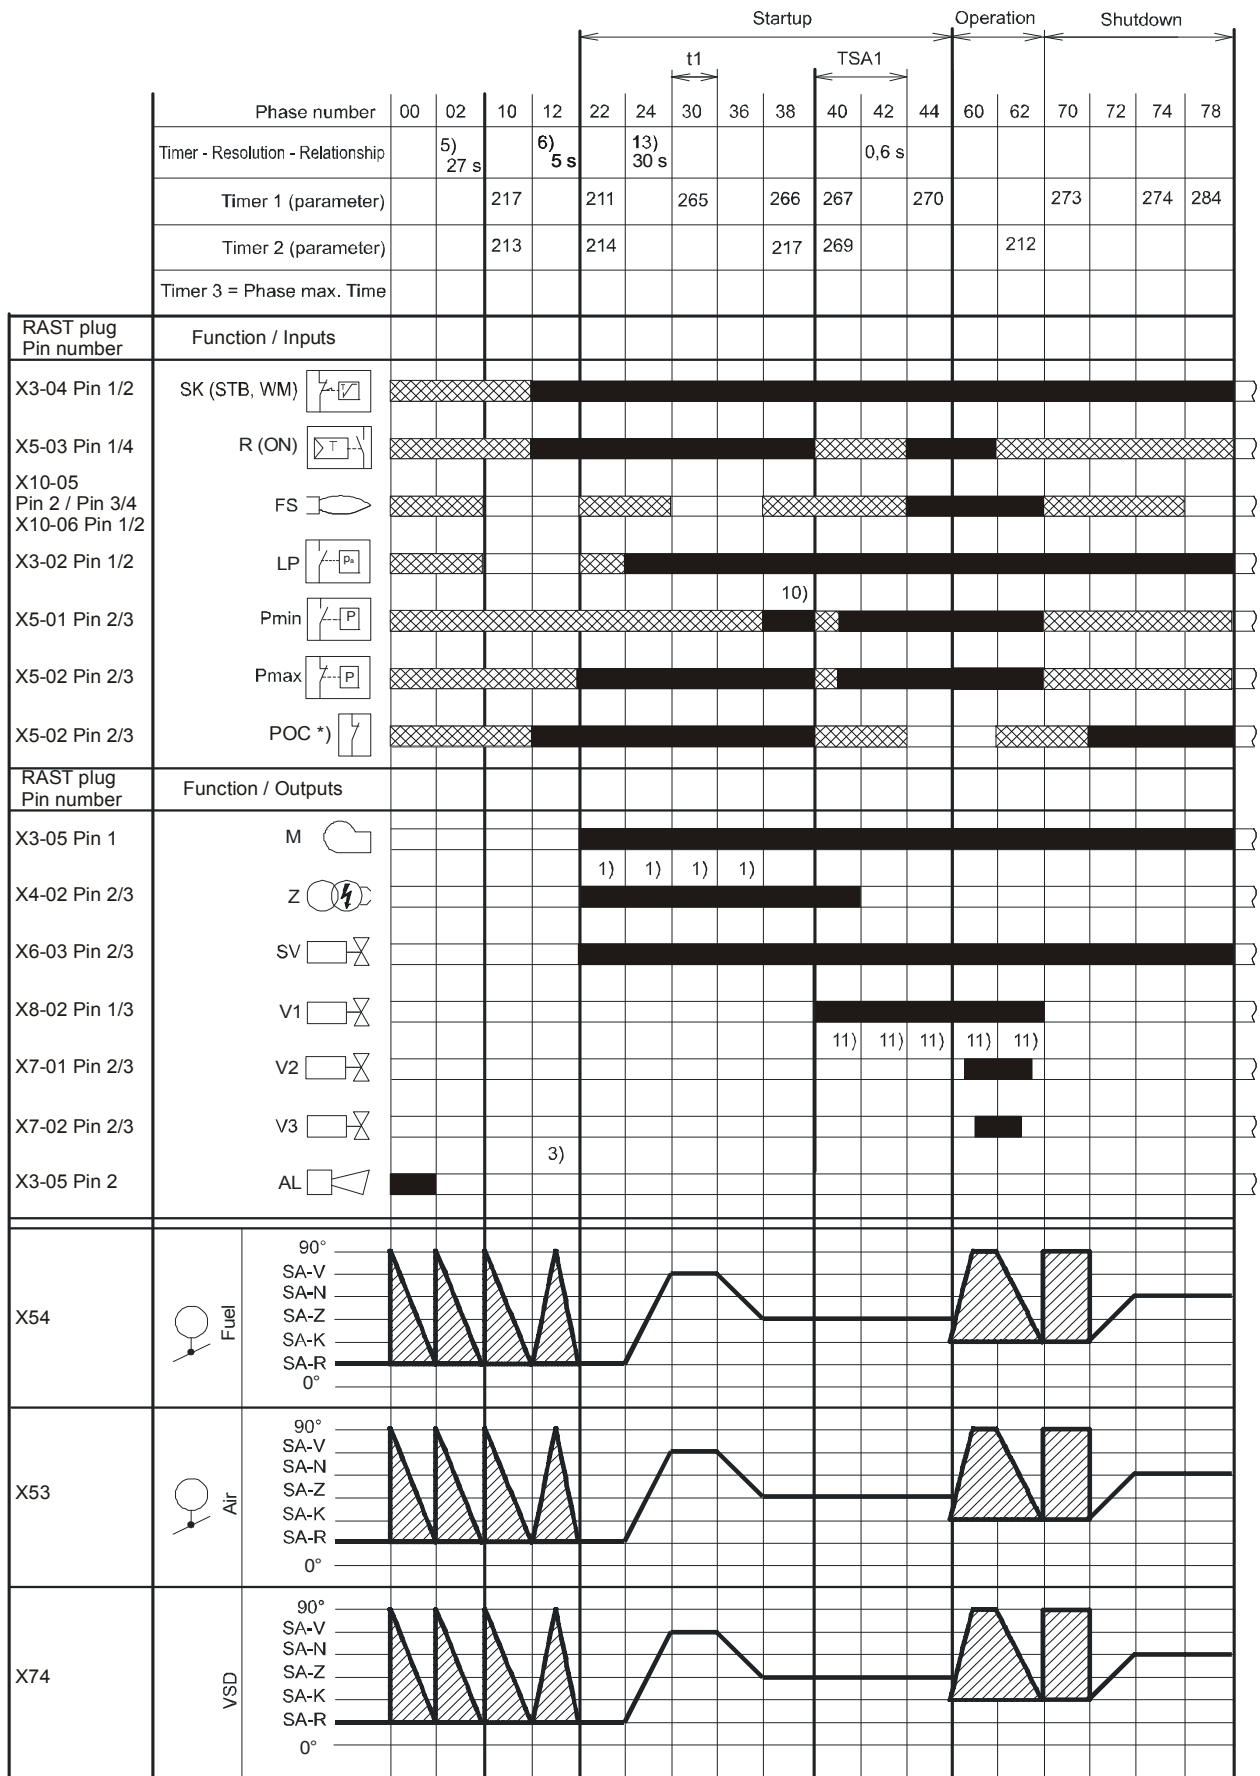 Startup Operation Shutdown
t1 TSA1
Phase number 00 02 10 12 22 24 30 36 38 40 42 44 60 62 70 72 74 78
Timer - Resolution - Relationship 5) 27 s 6) 5 s 13) 30 s 0,6 s
Timer 1 (parameter) 217 211 265 266 267 270 273 274 284
Timer 2 (parameter) 213 214 217 269 212
Timer 3 = Phase max. Time
RAST plug
Pin number Function / Inputs
X3-04 Pin 1/2 SK (STB, WM)
X5-03 Pin 1/4 R (ON) T
X10-05
Pin 2 / Pin 3/4 FS
X10-06 Pin 1/2
X3-02 Pin 1/2 LP Pa
10)
X5-01 Pin 2/3 Pmin P
X5-02 Pin 2/3 Pmax P
X5-02 Pin 2/3 POC *)
RAST plug
Pin number Function / Outputs
X3-05 Pin 1 M
1) 1) 1) 1)
X4-02 Pin 2/3 Z
X6-03 Pin 2/3 SV
X8-02 Pin 1/3 V1
11) 11) 11) 11) 11)
X7-01 Pin 2/3 V2
X7-02 Pin 2/3 V3
3)
X3-05 Pin 2 AL
X54 Fuel
90°
SA-V
SA-N
SA-Z
SA-K
SA-R
0°
X53 Air
90°
SA-V
SA-N
SA-Z
SA-K
SA-R
0°
X74 VSD
90°
SA-V
SA-N
SA-Z
SA-K
SA-R
0°